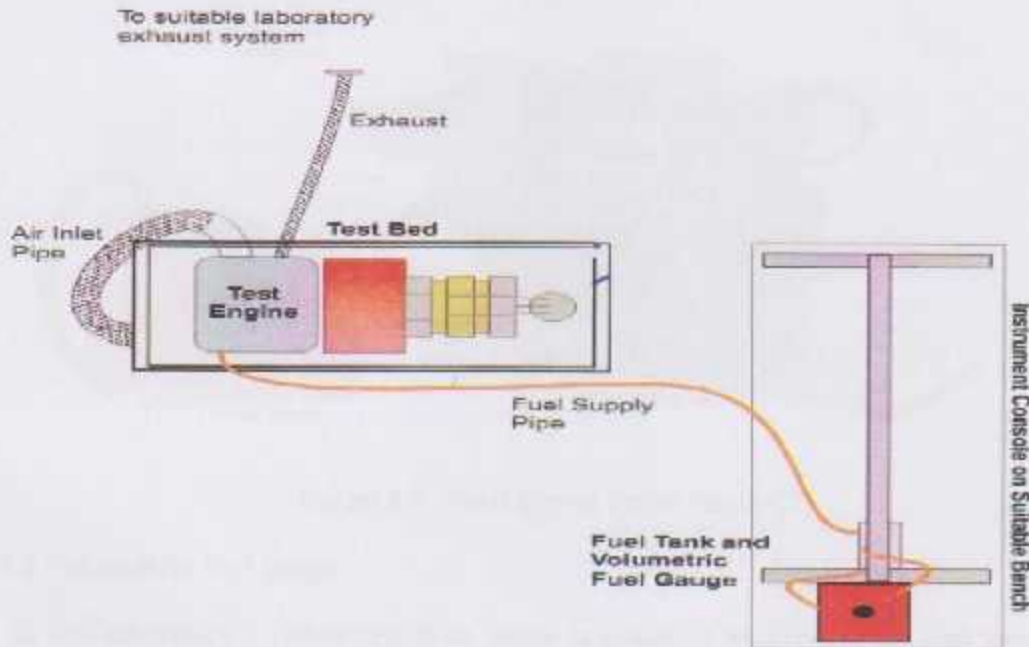 To suitable laboratory
exhaust system
Exhaust
Air Inlet
Pipe
Test Bed
Test
Engine
Fuel Supply
Pipe
Fuel Tank and
Volumetric
Fuel Gauge
Instrument Console on Suitable Bench